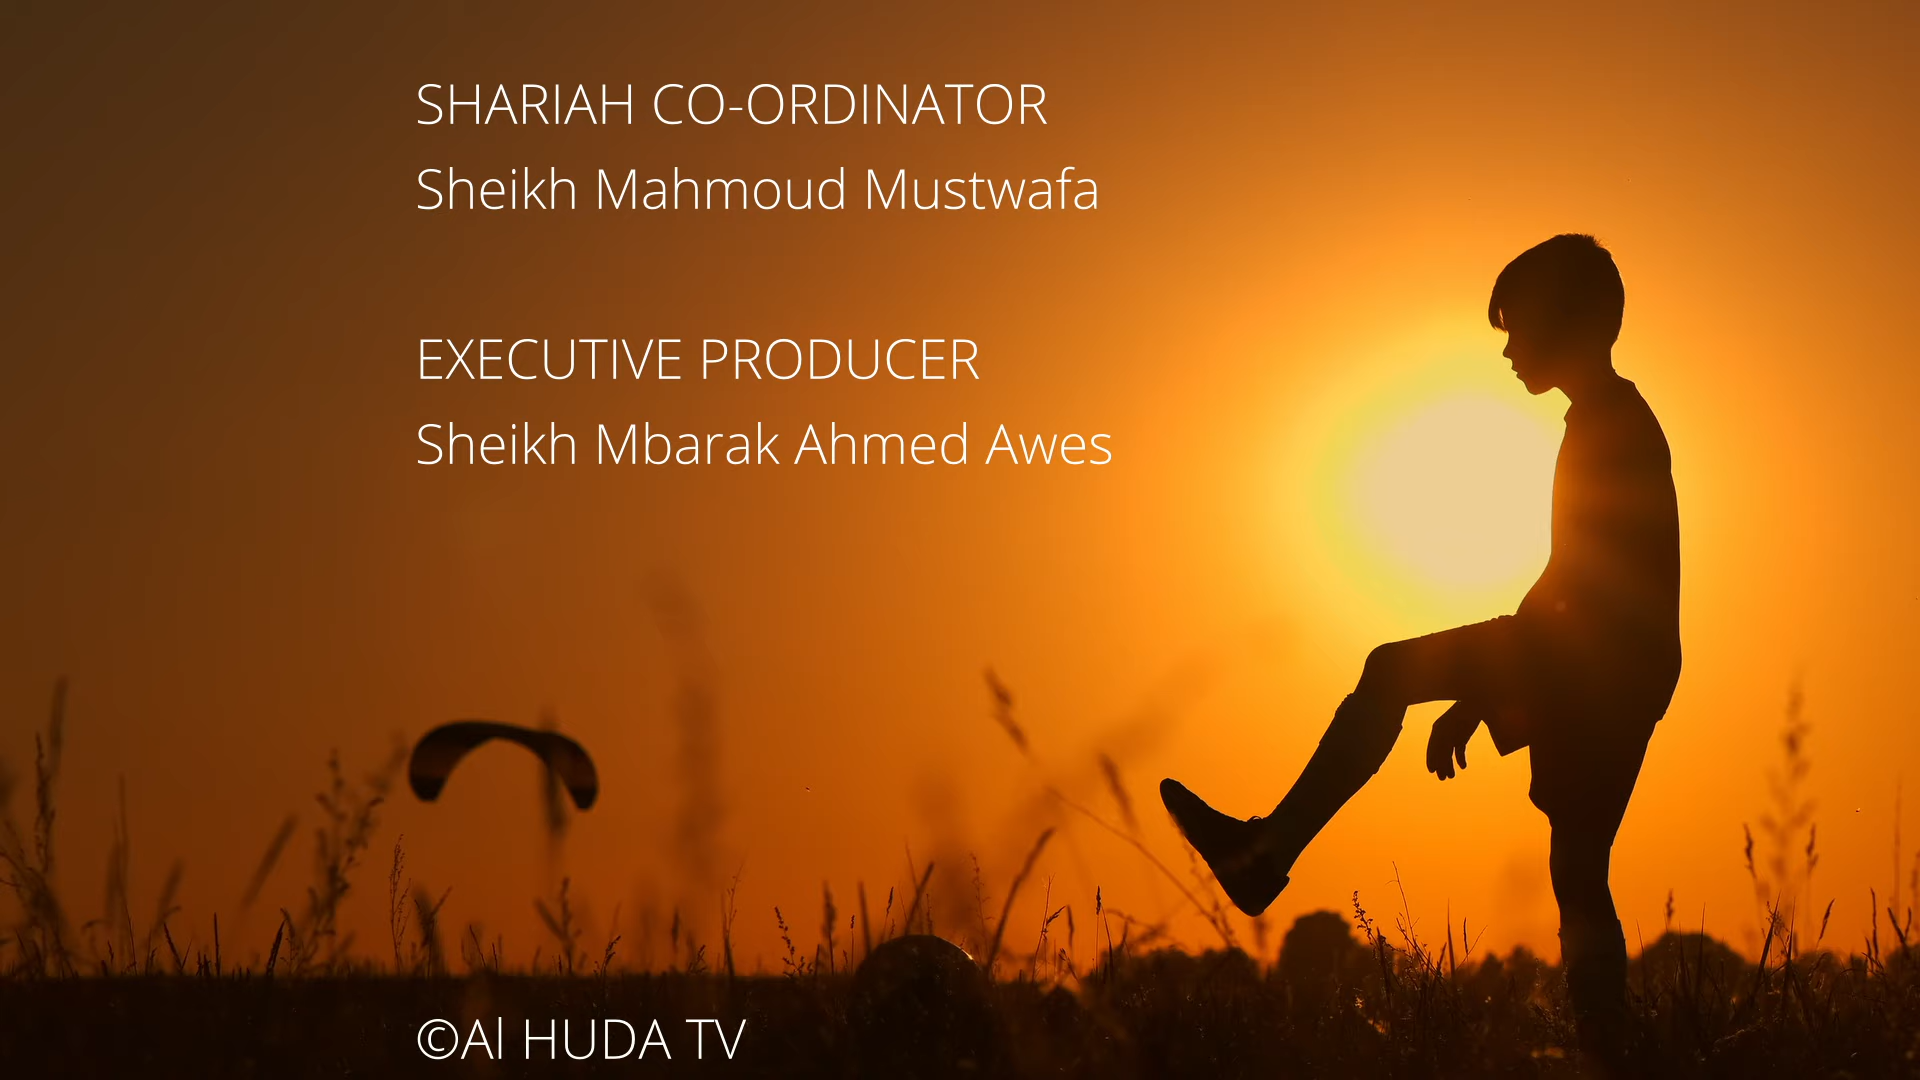 SHARIAH CO-ORDINATOR
Sheikh Mahmoud Mustwafa
EXECUTIVE PRODUCER
Sheikh Mbarak Ahmed Awes
©Al HUDA TV